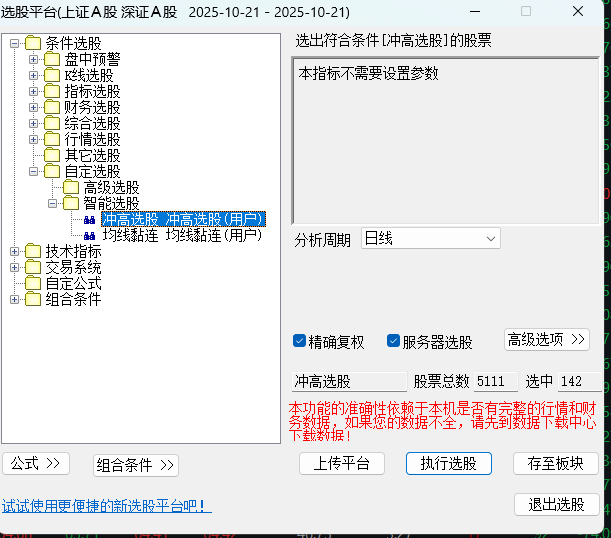 选股平台(上证A股 深证A股 2025-10-21 - 2025-10-21)
条件选股
盘中预警
K线选股
指标选股
财务选股
综合选股
行情选股
其它选股
自定选股
高级选股
智能选股
冲高选股 冲高选股(用户)
均线黏连 均线黏连(用户)
技术指标
交易系统
自定公式
组合条件
选出符合条件[冲高选股]的股票
本指标不需要设置参数
分析周期 日线
精确复权 服务器选股 高级选项 >>
冲高选股 股票总数 5111 选中 142
本功能的准确性依赖于本机是否有完整的行情和财
务数据，如果您的数据不全，请先到数据下载中心
下载数据!
公式 >> 组合条件 >> 上传平台 执行选股 存至板块
试试使用更便捷的新选股平台吧! 退出选股